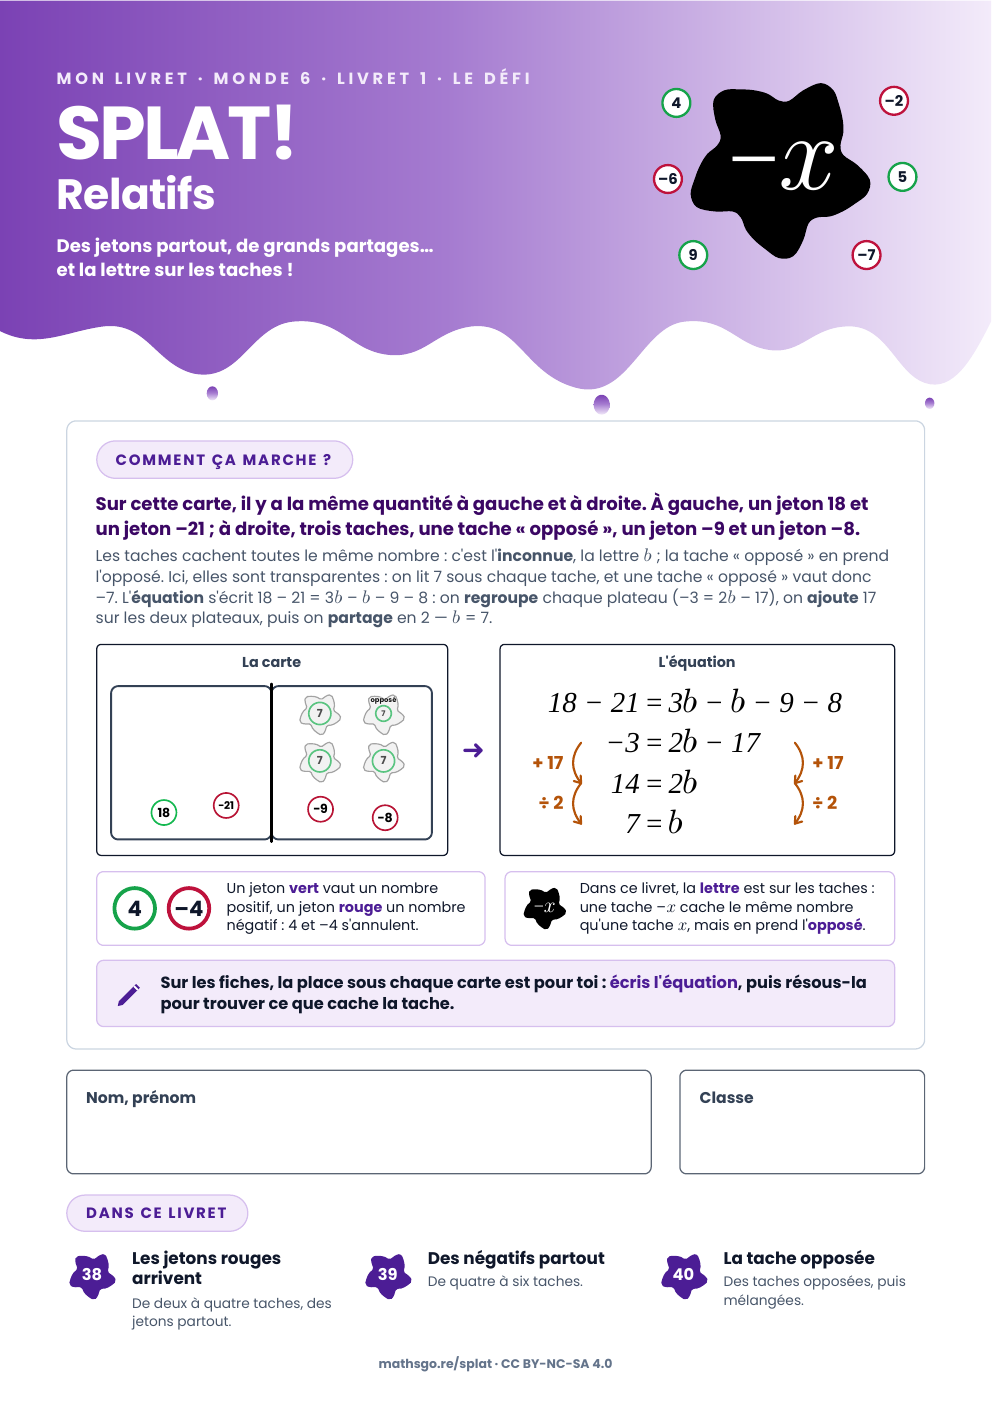 MON LIVRET · MONDE 6 · LIVRET 1 · LE DÉFI
SPLAT!
Relatifs
Des jetons partout, de grands partages…
et la lettre sur les taches !
4
−2
−x
−6
5
9
−7
COMMENT ÇA MARCHE ?
Sur cette carte, il y a la même quantité à gauche et à droite. À gauche, un jeton 18 et
un jeton −21 ; à droite, trois taches, une tache « opposé », un jeton −9 et un jeton −8.
Les taches cachent toutes le même nombre : c'est l'inconnue, la lettre b ; la tache « opposé » en prend
l'opposé. Ici, elles sont transparentes : on lit 7 sous chaque tache, et une tache « opposé » vaut donc
−7. L'équation s'écrit 18 − 21 = 3b − b − 9 − 8 : on regroupe chaque plateau (−3 = 2b − 17), on ajoute 17
sur les deux plateaux, puis on partage en 2 — b = 7.
La carte
opposé
7
7
7
7
18
−21
−9
−8
➜
L'équation
18 − 21 = 3b − b − 9 − 8
−3 = 2b − 17
+ 17
+ 17
14 = 2b
÷ 2
÷ 2
7 = b
4
−4
Un jeton vert vaut un nombre
positif, un jeton rouge un nombre
négatif : 4 et −4 s'annulent.
−x
Dans ce livret, la lettre est sur les taches :
une tache −x cache le même nombre
qu'une tache x, mais en prend l'opposé.
Sur les fiches, la place sous chaque carte est pour toi : écris l'équation, puis résous-la
pour trouver ce que cache la tache.
Nom, prénom
Classe
DANS CE LIVRET
38
Les jetons rouges
arrivent
De deux à quatre taches, des
jetons partout.
39
Des négatifs partout
De quatre à six taches.
40
La tache opposée
Des taches opposées, puis
mélangées.
mathsgo.re/splat · CC BY-NC-SA 4.0